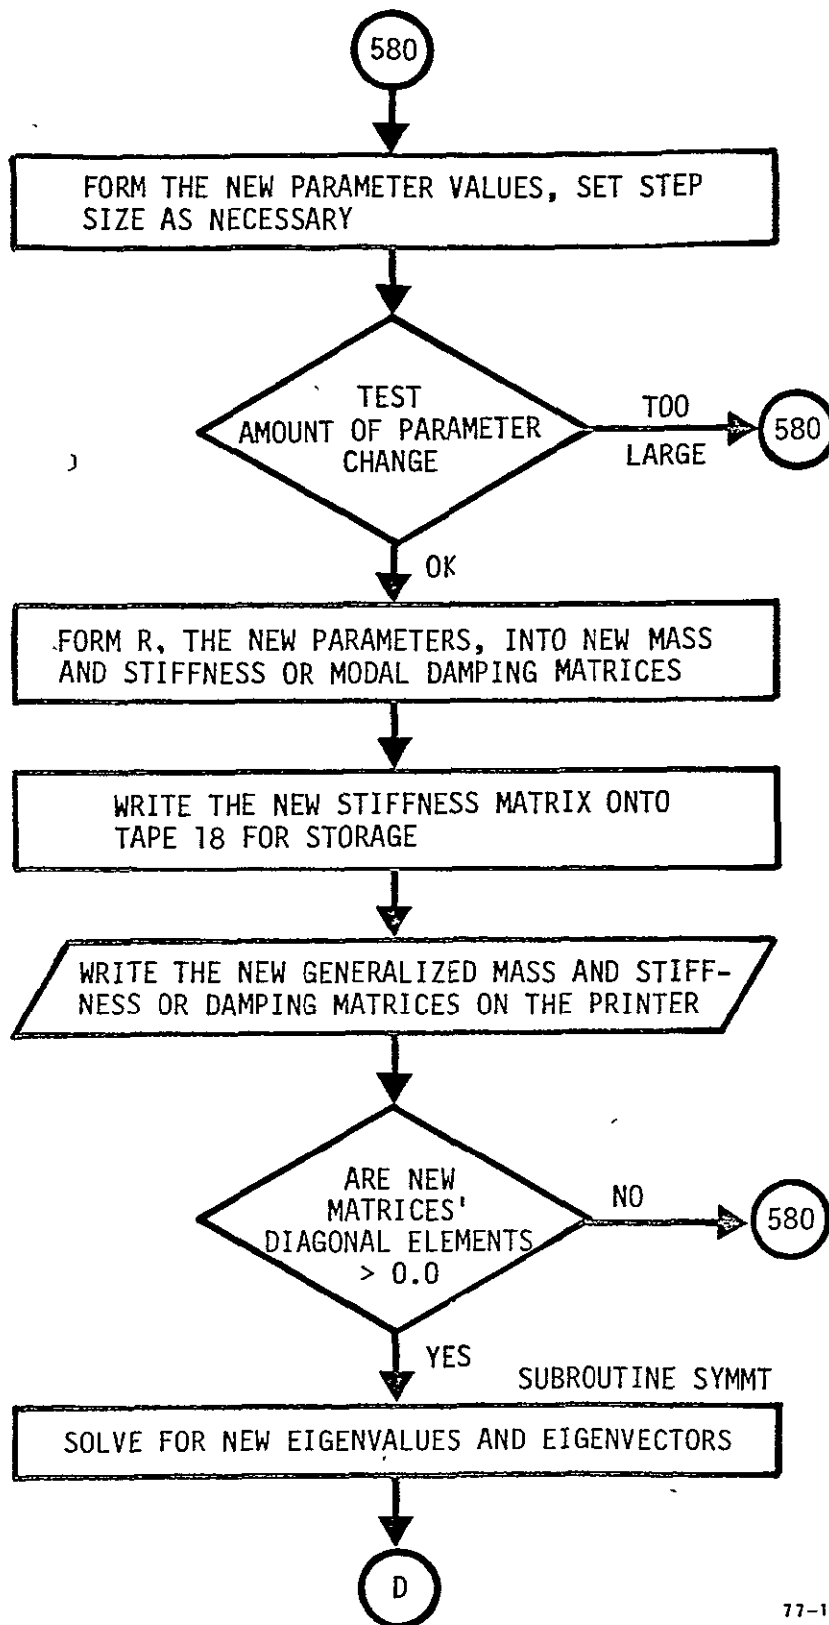 580
FORM THE NEW PARAMETER VALUES, SET STEP
SIZE AS NECESSARY
TEST
AMOUNT OF PARAMETER
CHANGE
TOO
LARGE
580
OK
FORM R, THE NEW PARAMETERS, INTO NEW MASS
AND STIFFNESS OR MODAL DAMPING MATRICES
WRITE THE NEW STIFFNESS MATRIX ONTO
TAPE 18 FOR STORAGE
WRITE THE NEW GENERALIZED MASS AND STIFF-
NESS OR DAMPING MATRICES ON THE PRINTER
ARE NEW
MATRICES'
DIAGONAL ELEMENTS
> 0.0
NO
580
YES
SUBROUTINE SYMMT
SOLVE FOR NEW EIGENVALUES AND EIGENVECTORS
D
77-1